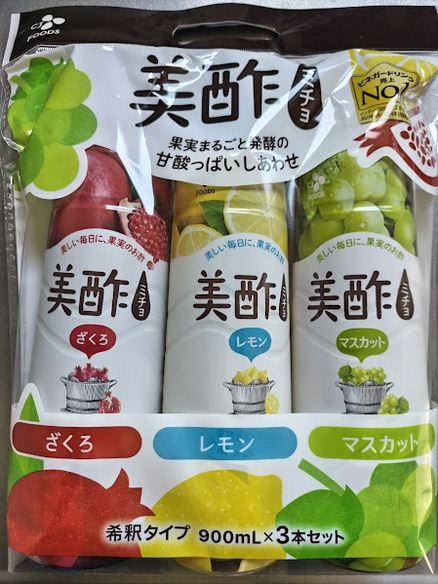 CJ
FOODS
美酢
ミチョ
果実まるごと発酵の
甘酸っぱいしあわせ
ビネガードリンク
売上
NO.1
FOODS
美しい毎日に、果実のお酢
美酢
ミチョ
ざくろ
美しい毎日に、果実のお酢
美酢
ミチョ
レモン
美しい毎日に、果実のお酢
美酢
ミチョ
マスカット
ざくろ
レモン
マスカット
希釈タイプ 900mL×3本セット